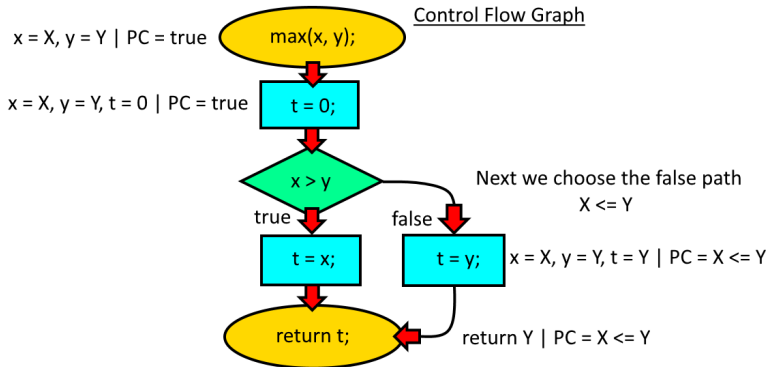 Control Flow Graph
x = X, y = Y | PC = true
max(x, y);
x = X, y = Y, t = 0 | PC = true
t = 0;
x > y
Next we choose the false path
X <= Y
true
false
t = x;
t = y;
x = X, y = Y, t = Y | PC = X <= Y
return t;
return Y | PC = X <= Y